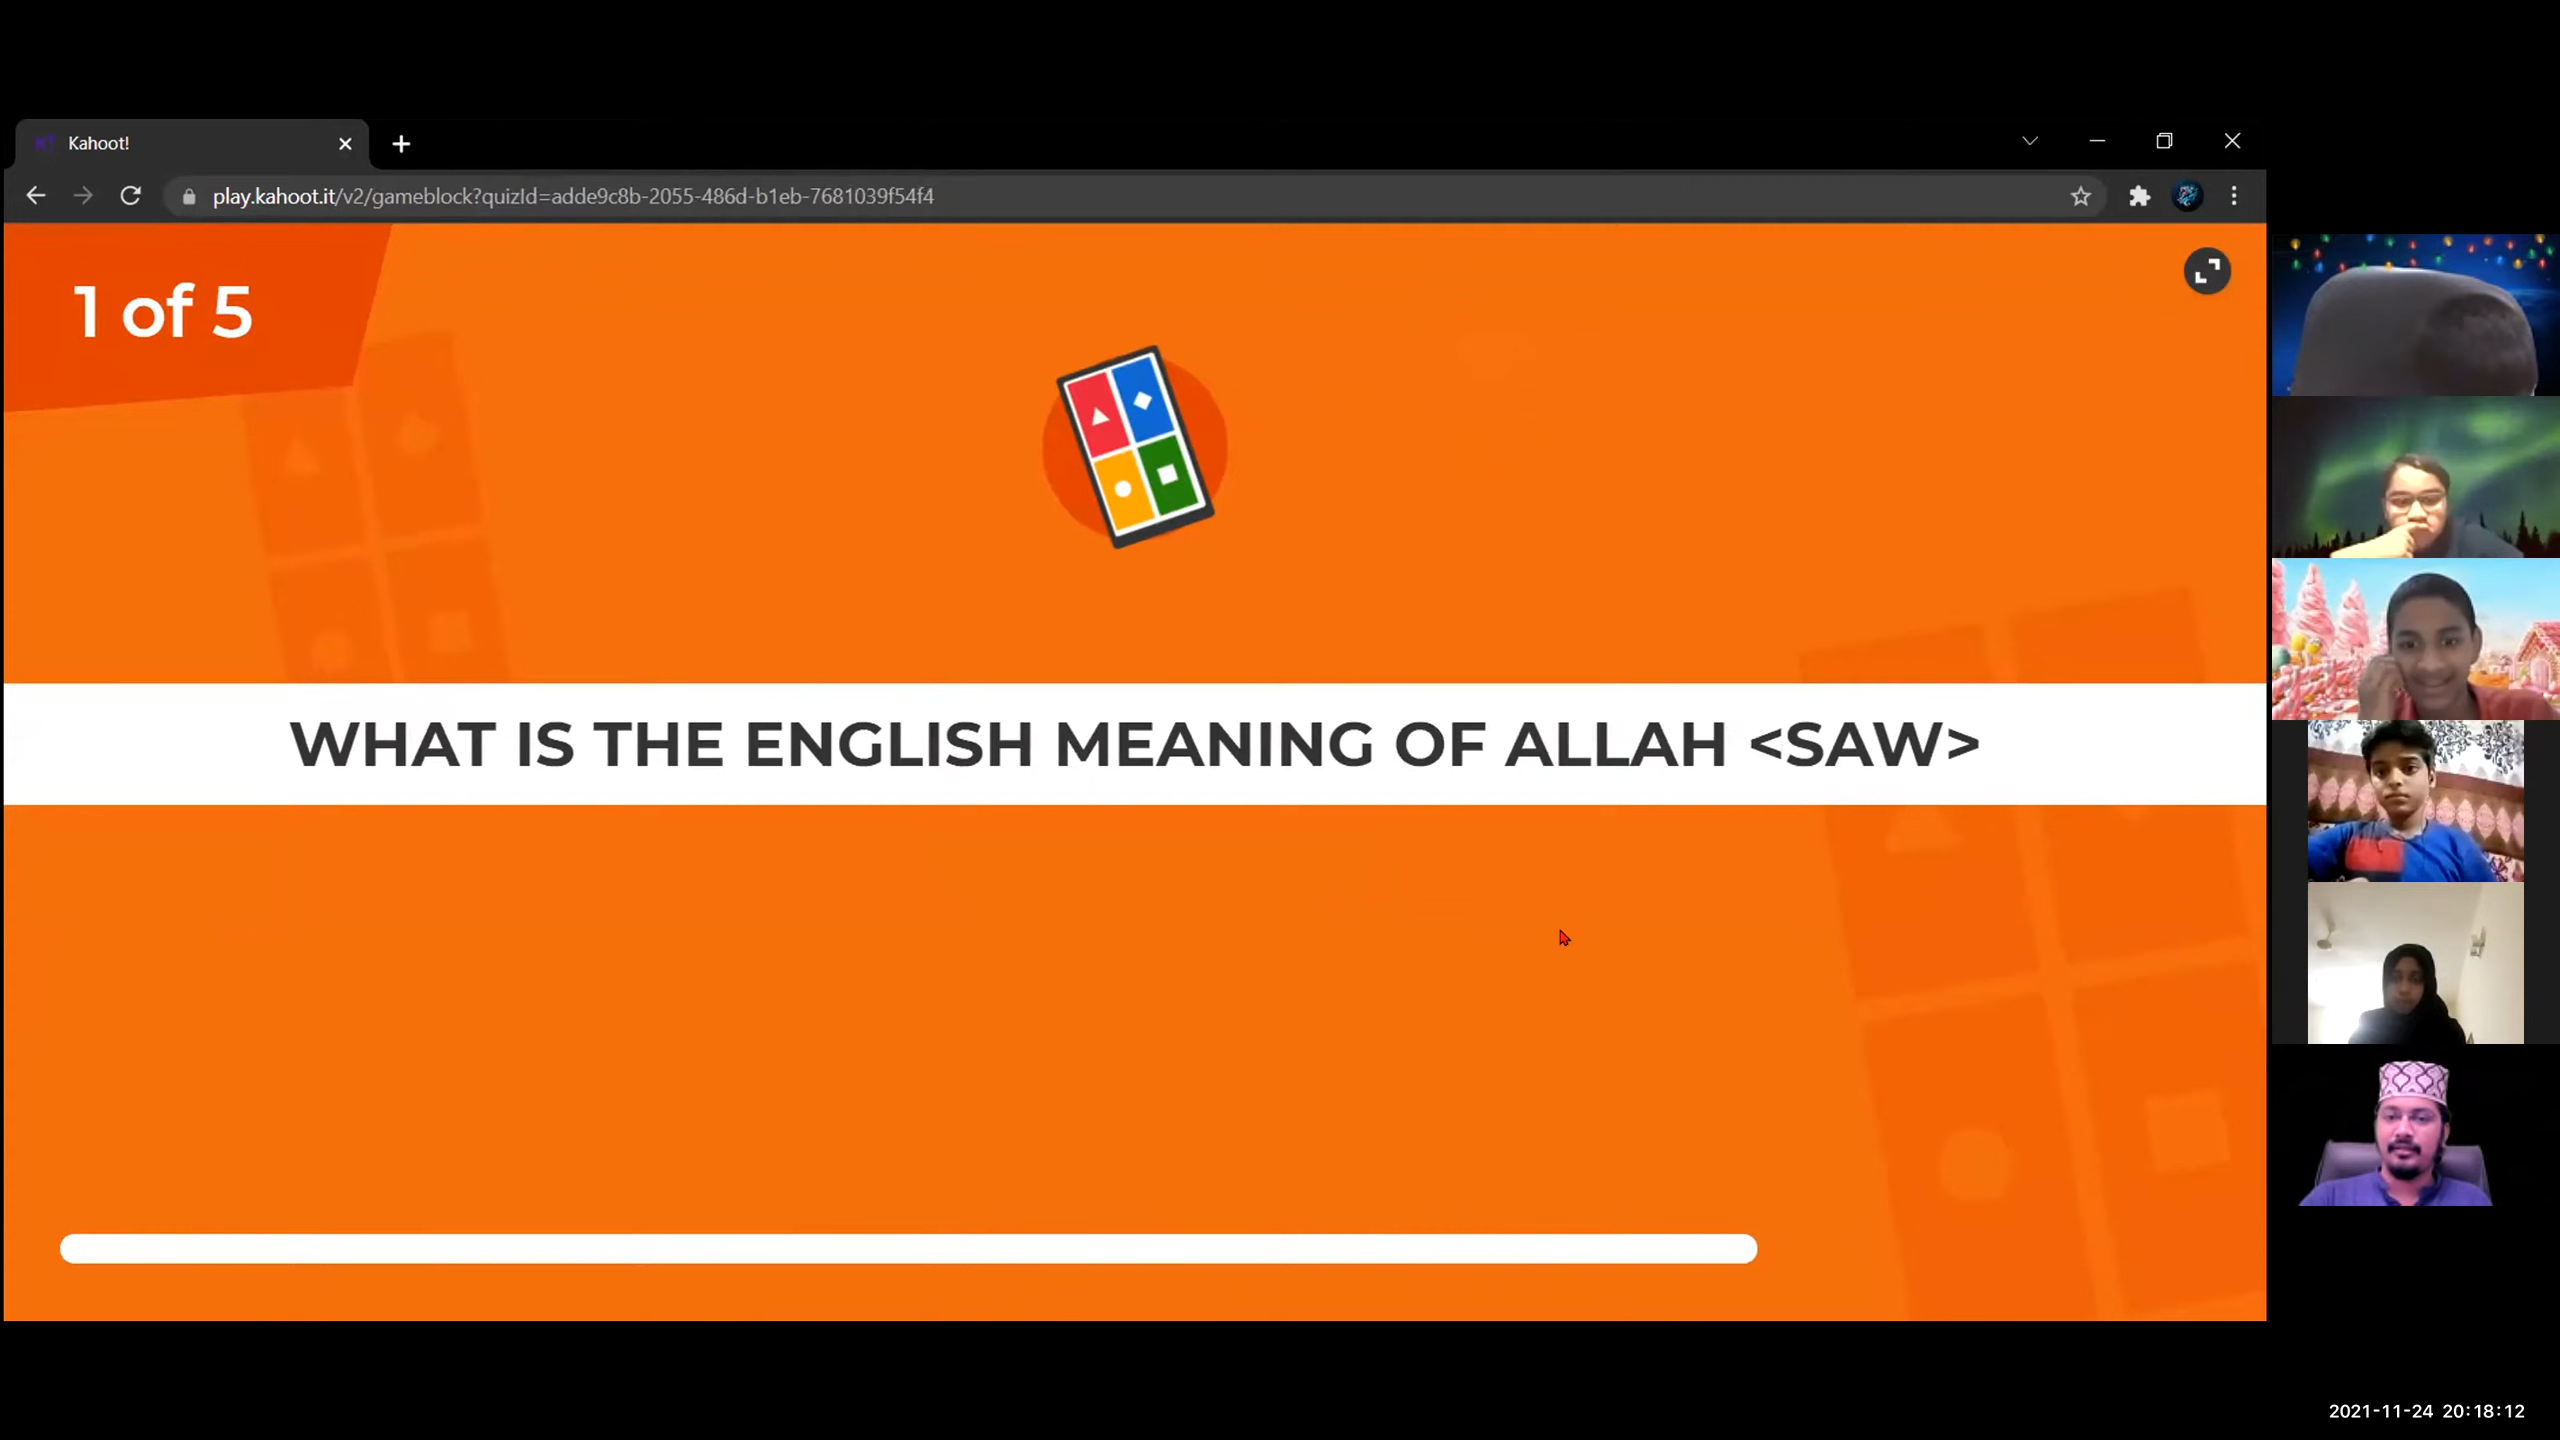 Kahoot!
play.kahoot.it/v2/gameblock?quizId=adde9c8b-2055-486d-b1eb-7681039f54f4
1 of 5
WHAT IS THE ENGLISH MEANING OF ALLAH <SAW>
2021-11-24 20:18:12